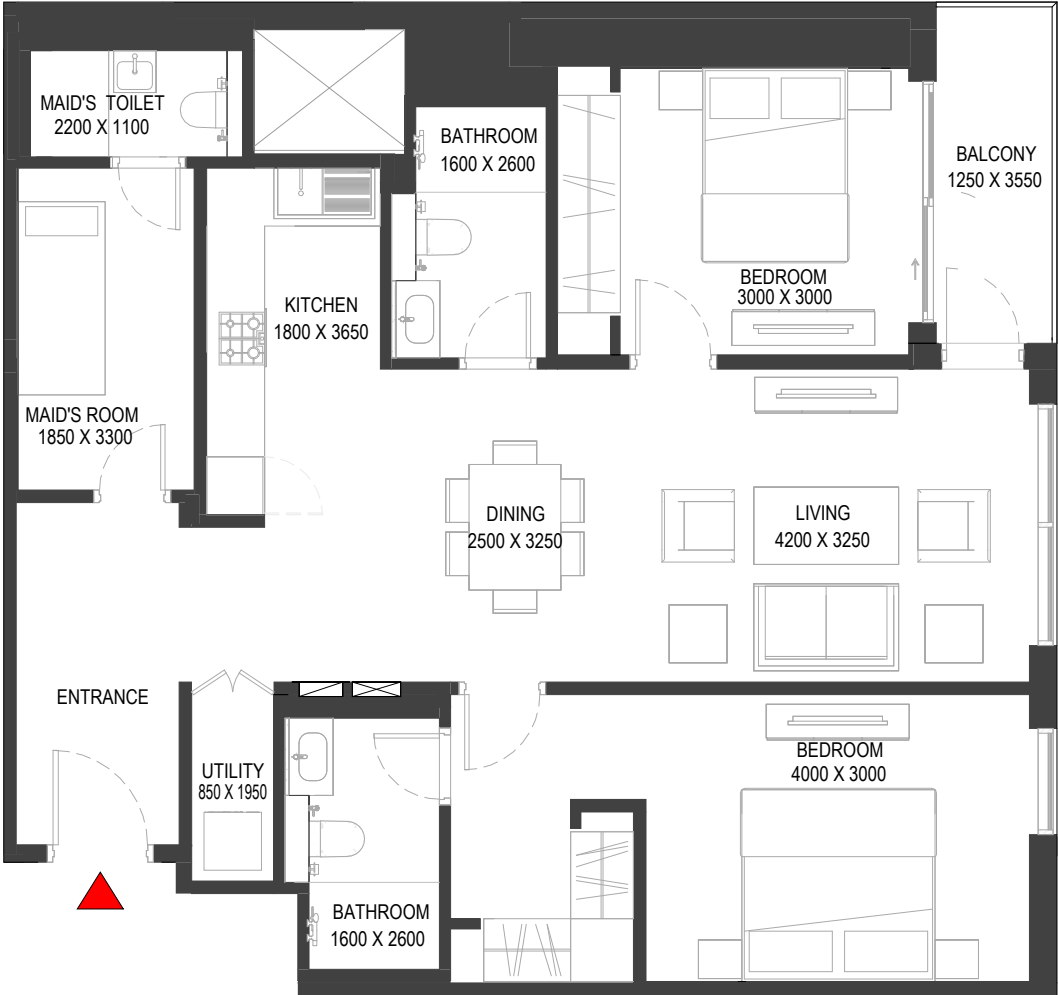 MAID'S TOILET
2200 X 1100
BATHROOM
1600 X 2600
BALCONY
1250 X 3550
BEDROOM
3000 X 3000
KITCHEN
1800 X 3650
MAID'S ROOM
1850 X 3300
DINING
2500 X 3250
LIVING
4200 X 3250
ENTRANCE
UTILITY
850 X 1950
BEDROOM
4000 X 3000
BATHROOM
1600 X 2600